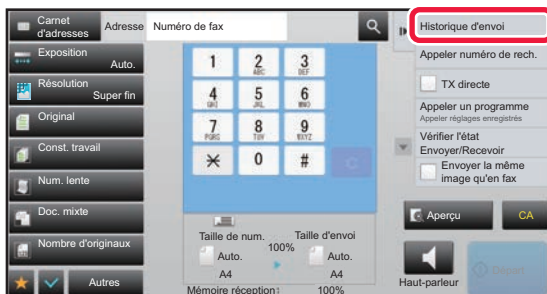 Carnet
d'adresses
Adresse
Numéro de fax
Exposition
Auto.
Résolution
Super fin
Original
Const. travail
Num. lente
Doc. mixte
Nombre d'originaux
Autres
1
2
ABC
3
DEF
4
GHI
5
JKL
6
MNO
7
PQRS
8
TUV
9
WXYZ
0
#
C
Taille de num.
100%
Taille d'envoi
Auto.
Auto.
A4
A4
Mémoire réception:
100%
Historique d'envoi
Appeler numéro de rech.
TX directe
Appeler un programme
Appeler réglages enregistrés
Vérifier l'état
Envoyer/Recevoir
Envoyer la même
image qu'en fax
Aperçu
CA
Haut-parleur
Départ